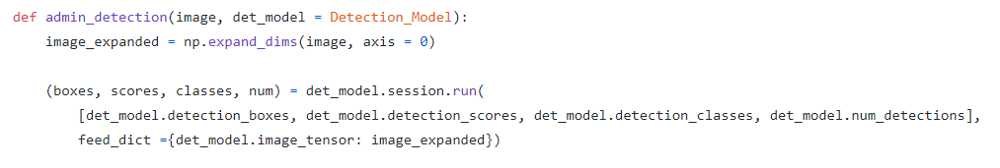 def admin_detection(image, det_model = Detection_Model):
    image_expanded = np.expand_dims(image, axis = 0)

    (boxes, scores, classes, num) = det_model.session.run(
        [det_model.detection_boxes, det_model.detection_scores, det_model.detection_classes, det_model.num_detections],
        feed_dict ={det_model.image_tensor: image_expanded})